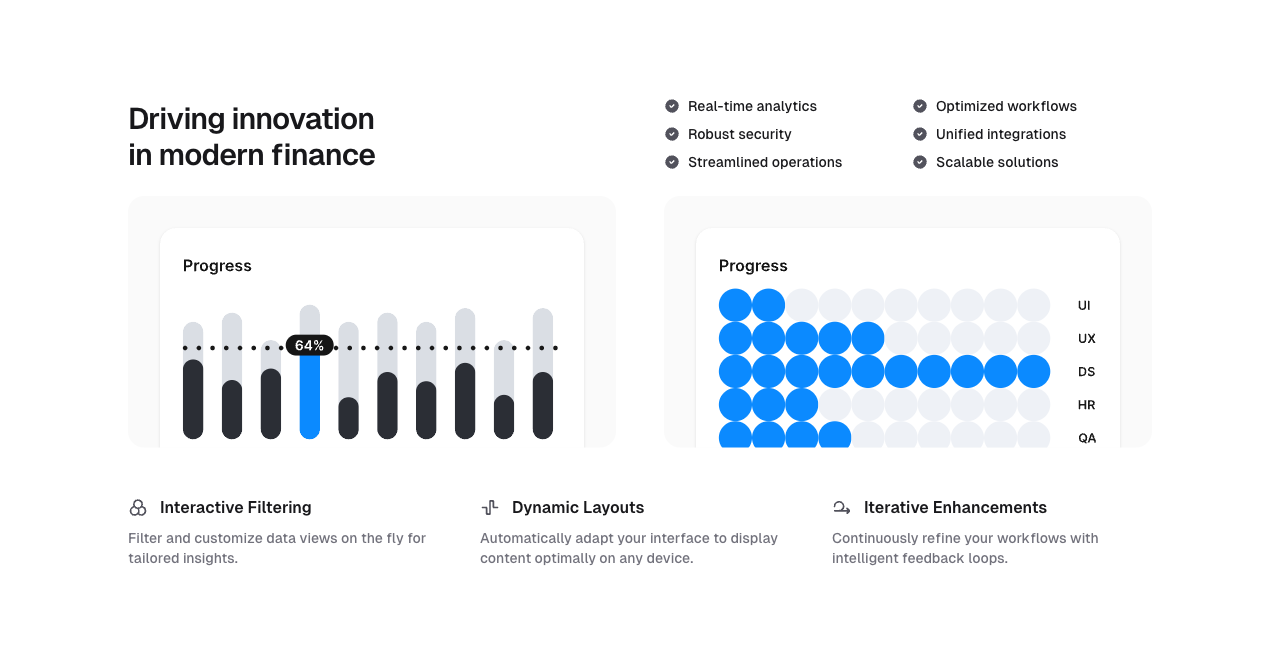 Driving innovation
in modern finance
Real-time analytics
Optimized workflows
Robust security
Unified integrations
Streamlined operations
Scalable solutions
Progress
64%
Progress
UI
UX
DS
HR
QA
Interactive Filtering
Filter and customize data views on the fly for
tailored insights.
Dynamic Layouts
Automatically adapt your interface to display
content optimally on any device.
Iterative Enhancements
Continuously refine your workflows with
intelligent feedback loops.